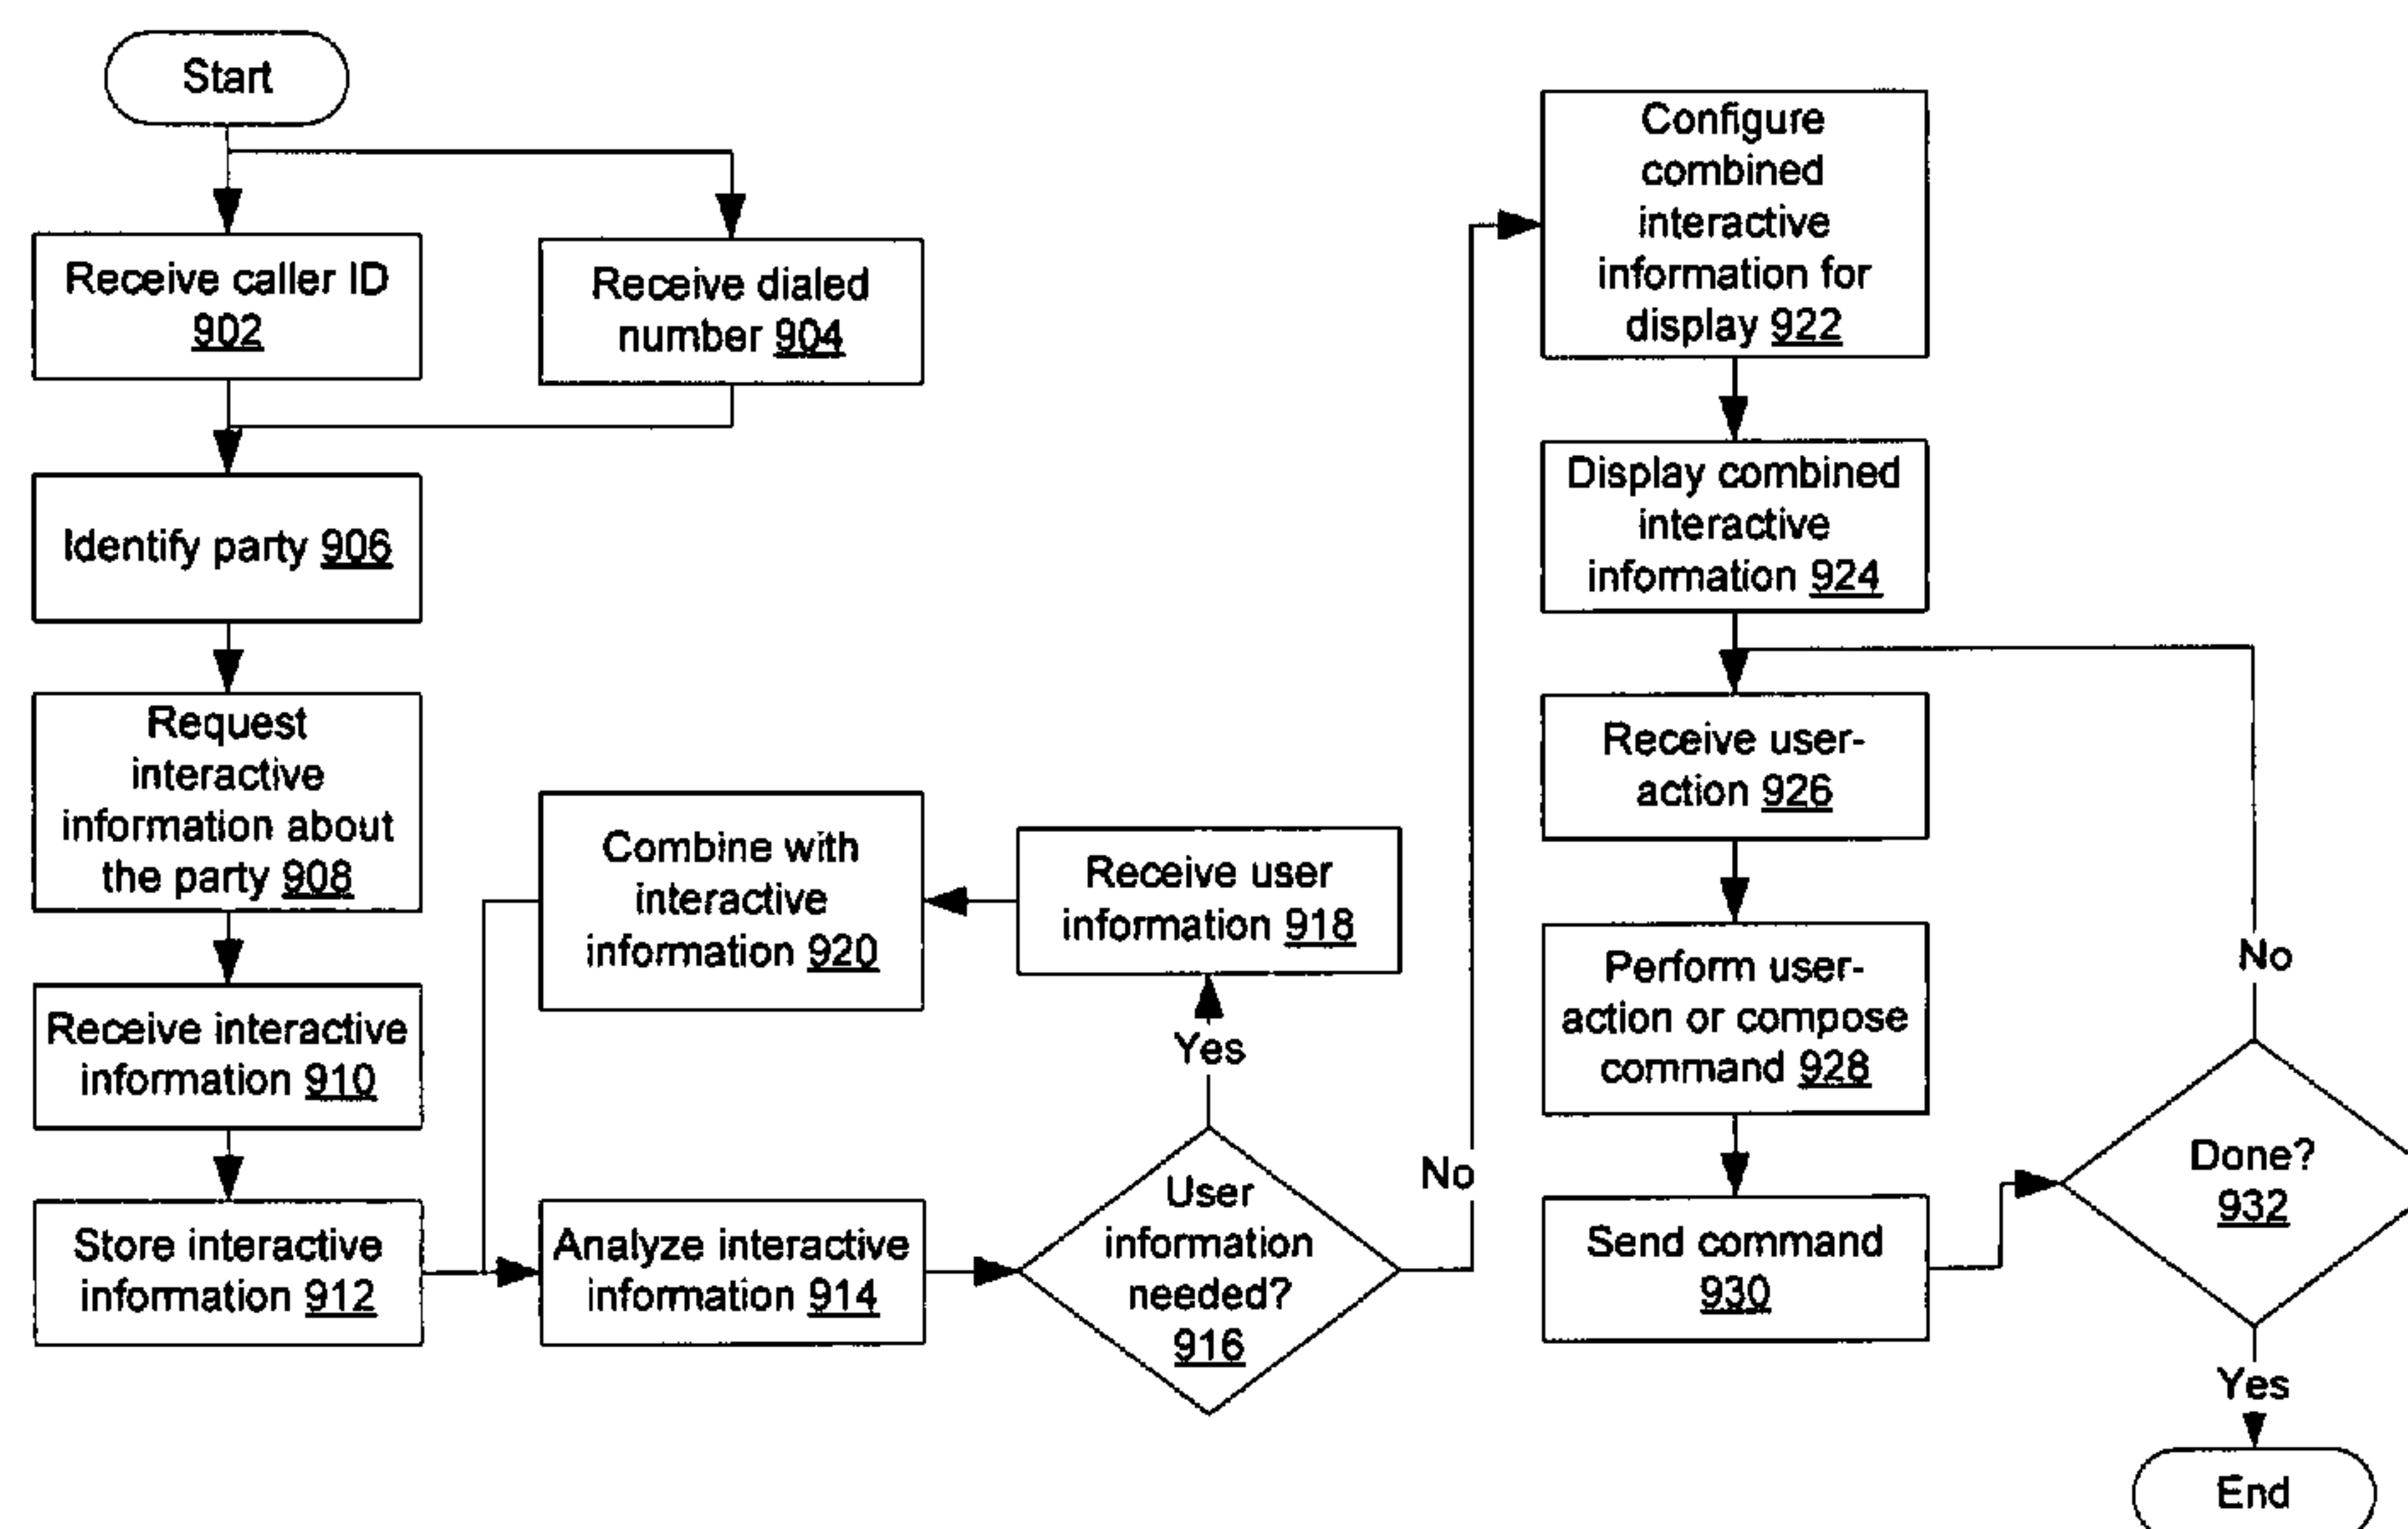 Start
Receive caller ID
902
Receive dialed
number 904
Identify party 906
Request
interactive
information about
the party 908
Receive interactive
information 910
Store interactive
information 912
Combine with
interactive
information 920
Receive user
information 918
Yes
Analyze interactive
information 914
User
information
needed?
916
No
Configure
combined
interactive
information for
display 922
Display combined
interactive
information 924
Receive user-
action 926
Perform user-
action or compose
command 928
Send command
930
No
Done?
932
Yes
End